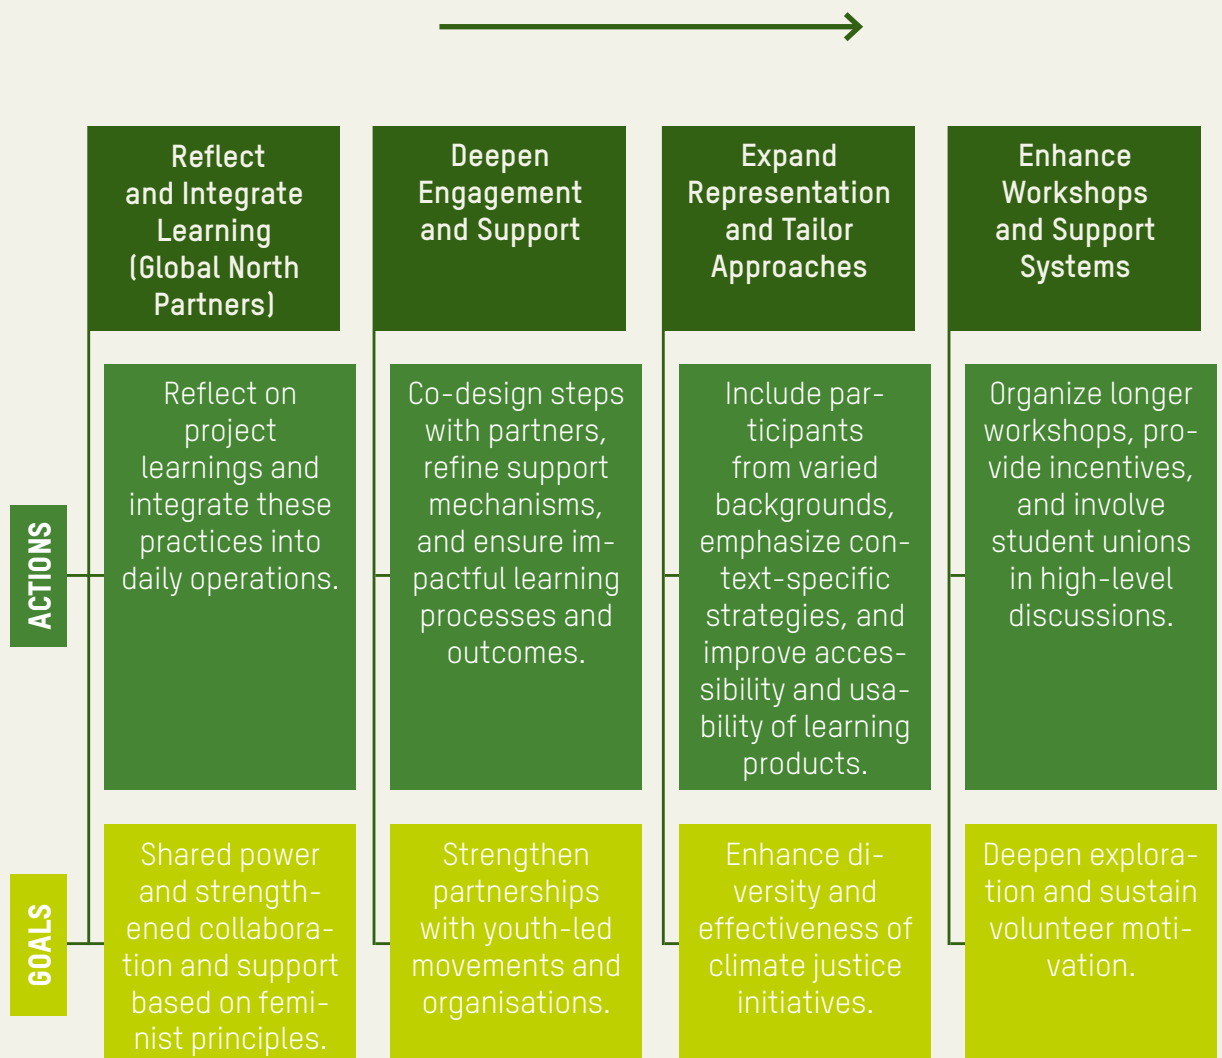 Reflect
and Integrate
Learning
(Global North
Partners)
Deepen
Engagement
and Support
Expand
Representation
and Tailor
Approaches
Enhance
Workshops
and Support
Systems
ACTIONS
Reflect on
project
learnings and
integrate these
practices into
daily operations.
Co-design steps
with partners,
refine support
mechanisms,
and ensure im-
pactful learning
processes and
outcomes.
Include par-
ticipants
from varied
backgrounds,
emphasize con-
text-specific
strategies, and
improve acces-
sibility and usa-
bility of learning
products.
Organize longer
workshops, pro-
vide incentives,
and involve
student unions
in high-level
discussions.
GOALS
Shared power
and strength-
ened collabora-
tion and support
based on femi-
nist principles.
Strengthen
partnerships
with youth-led
movements and
organisations.
Enhance di-
versity and
effectiveness of
climate justice
initiatives.
Deepen explora-
tion and sustain
volunteer moti-
vation.